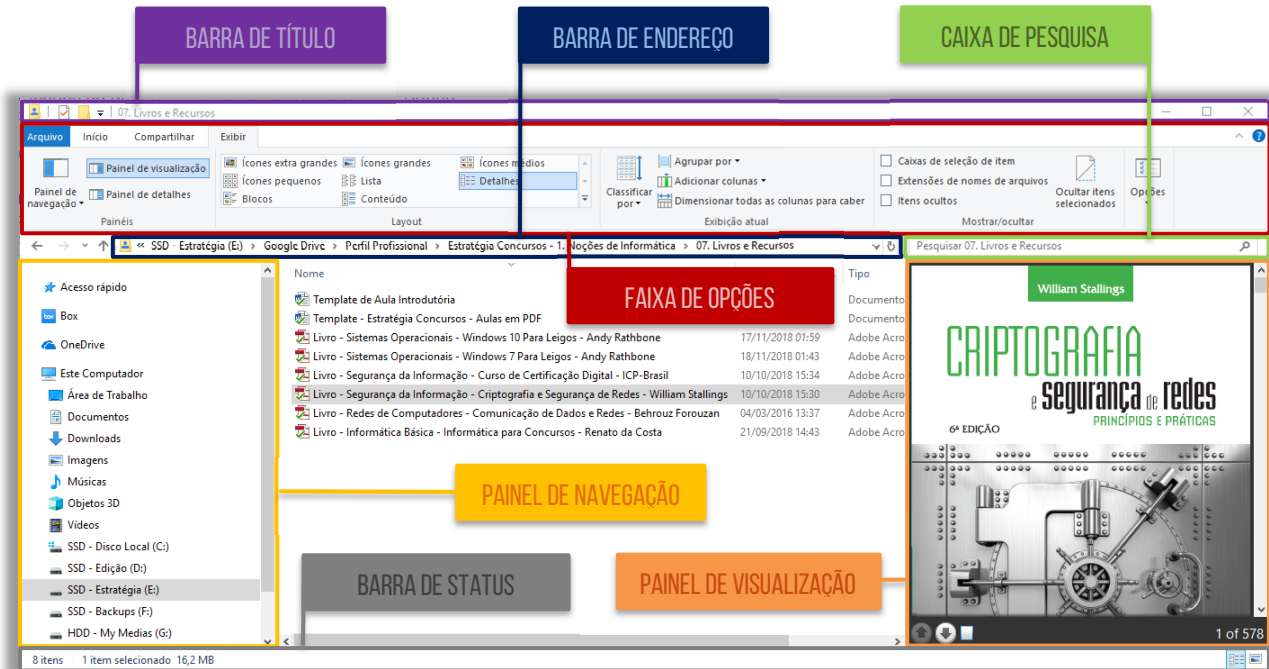 BARRA DE TÍTULO
BARRA DE ENDEREÇO
CAIXA DE PESQUISA
07. Livros e Recursos
Arquivo Início Compartilhar Exibir
Painel de navegação
Painel de visualização
Painel de detalhes
Painéis
Ícones extra grandes Ícones grandes Ícones médios
Ícones pequenos Lista Detalhes
Blocos Conteúdo
Layout
Classificar por
Agrupar por
Adicionar colunas
Dimensionar todas as colunas para caber
Exibição atual
Caixas de seleção de item
Extensões de nomes de arquivos
Itens ocultos
Ocultar itens selecionados
Mostrar/ocultar
Opções
« SSD - Estratégia (E:) > Google Drive > Perfil Profissional > Estratégia Concursos - 1. Noções de Informática > 07. Livros e Recursos
Pesquisar 07. Livros e Recursos
FAIXA DE OPÇÕES
Acesso rápido
Box
box
OneDrive
Este Computador
Área de Trabalho
Documentos
Downloads
Imagens
Músicas
Objetos 3D
Vídeos
SSD - Disco Local (C:)
SSD - Edição (D:)
SSD - Estratégia (E:)
SSD - Backups (F:)
HDD - My Medias (G:)
Nome Tipo
Template de Aula Introdutória Documento
Template - Estratégia Concursos - Aulas em PDF Documento
Livro - Sistemas Operacionais - Windows 10 Para Leigos - Andy Rathbone 17/11/2018 01:59 Adobe Acro
Livro - Sistemas Operacionais - Windows 7 Para Leigos - Andy Rathbone 18/11/2018 01:43 Adobe Acro
Livro - Segurança da Informação - Curso de Certificação Digital - ICP-Brasil 10/10/2018 15:34 Adobe Acro
Livro - Segurança da Informação - Criptografia e Segurança de Redes - William Stallings 10/10/2018 15:30 Adobe Acro
Livro - Redes de Computadores - Comunicação de Dados e Redes - Behrouz Forouzan 04/03/2016 13:37 Adobe Acro
Livro - Informática Básica - Informática para Concursos - Renato da Costa 21/09/2018 14:43 Adobe Acro
PAINEL DE NAVEGAÇÃO
BARRA DE STATUS
PAINEL DE VISUALIZAÇÃO
William Stallings
CRIPTOGRAFIA
e segurança de redes
PRINCÍPIOS E PRÁTICAS
6ª EDIÇÃO
1 of 578
8 itens 1 item selecionado 16,2 MB